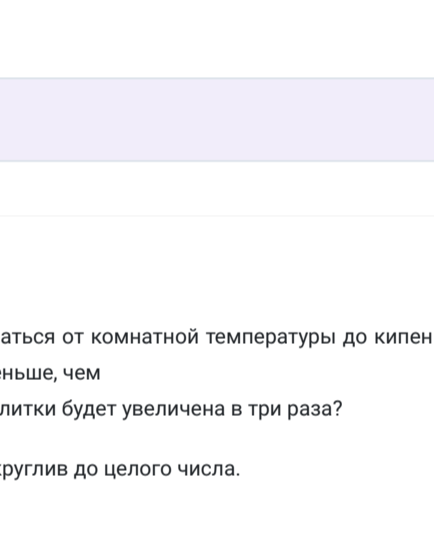 аться от комнатной температуры до кипен
еньше, чем
литки будет увеличена в три раза?
круглив до целого числа.